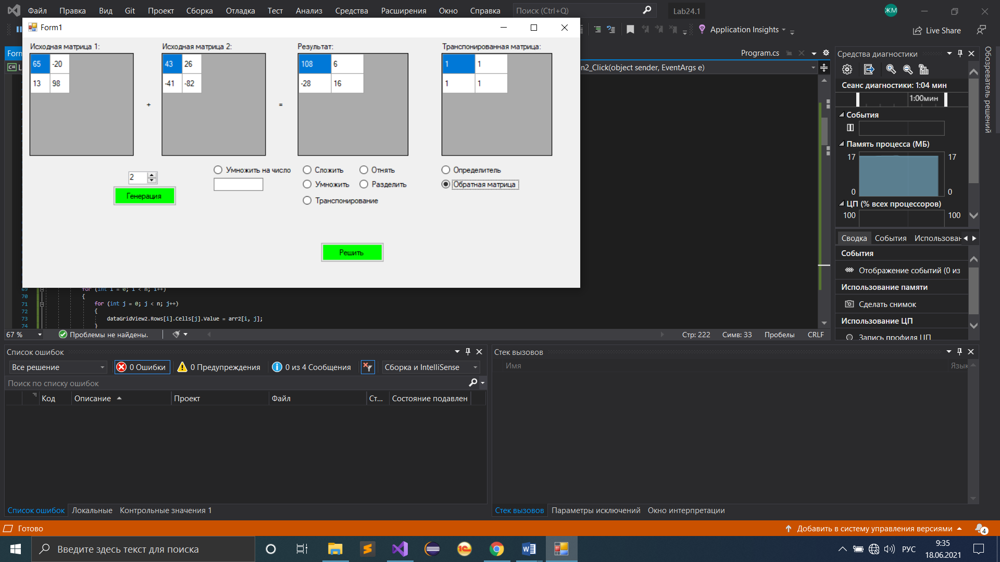 Файл Правка Вид Git Проект Сборка Отладка Тест Анализ Средства Расширения Окно Справка Поиск (Ctrl+Q) Lab24.1 ЖМ
Application Insights Live Share
Form1
Исходная матрица 1: Исходная матрица 2: Результат: Транспонированная матрица:
65 -20 43 26 108 6 1 1
13 98 -41 -82 -28 16 1 1
+ =
2 Умножить на число Сложить Отнять Определитель
Умножить Разделить Обратная матрица
Генерация Транспонирование
Решить
Program.cs
n2_Click(object sender, EventArgs e)
Средства диагностики
Сеанс диагностики: 1:04 мин
1:00мин
События
Память процесса (МБ)
17 17
0 0
ЦП (% всех процессоров)
100 100
Сводка События Использован
События
Отображение событий (0 из
Использование памяти
Сделать снимок
Использование ЦП
Запись профиля ЦП
Обозреватель решений
69 for (int i = 0; i < n; i++)
70 {
71 for (int j = 0; j < n; j++)
72 {
73 dataGridView2.Rows[i].Cells[j].Value = arr2[i, j];
74 }
67 % Проблемы не найдены. Стр: 222 Симв: 33 Пробелы CRLF
Список ошибок
Все решение 0 Ошибки 0 Предупреждения 0 из 4 Сообщения Сборка и IntelliSense
Поиск по списку ошибок
Код Описание Проект Файл Ст... Состояние подавлен
Список ошибок Локальные Контрольные значения 1
Стек вызовов
Имя Язык
Стек вызовов Параметры исключений Окно интерпретации
Готово Добавить в систему управления версиями 4
Введите здесь текст для поиска РУС 9:35
18.06.2021